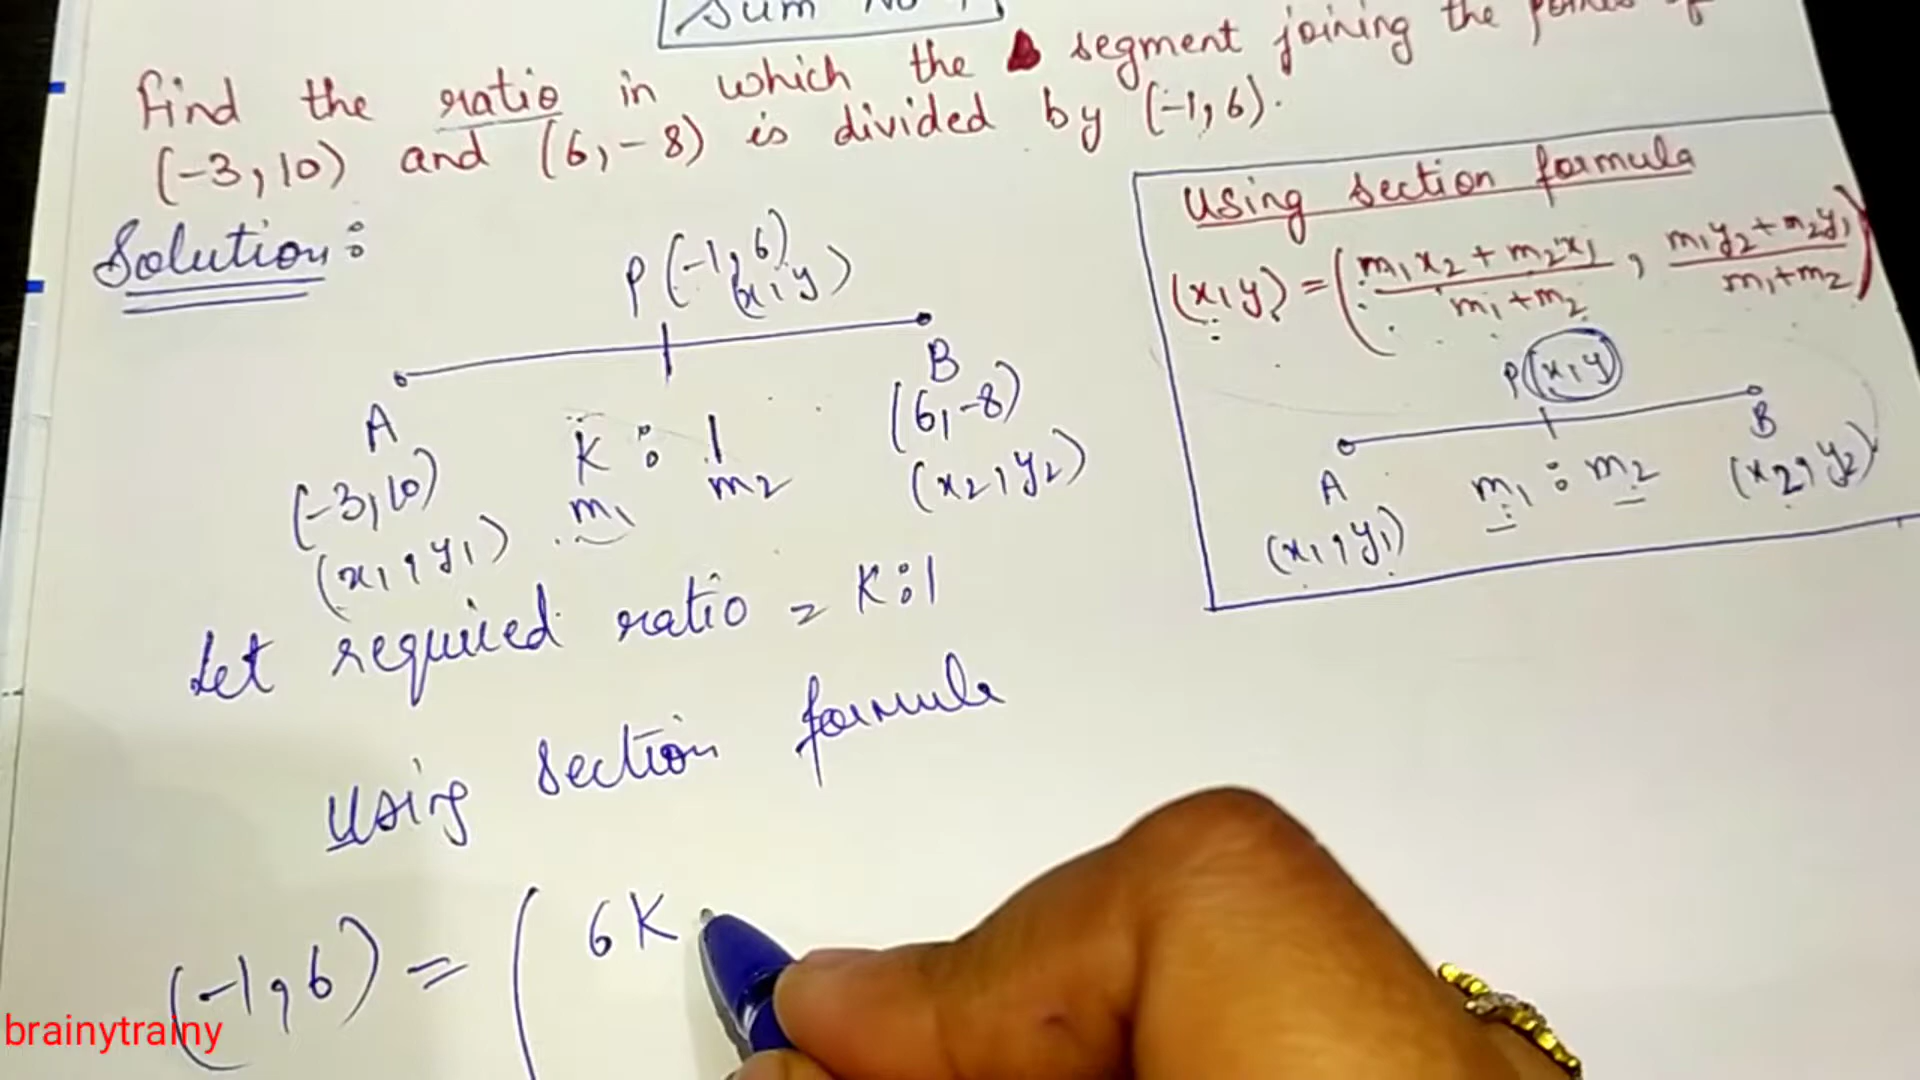 Sum No
Find the ratio in which the segment joining the points of
(-3, 10) and (6, -8) is divided by (-1, 6).
Solution:
P (-1, 6)
(x, y)
A
B
(-3, 10)
K : 1
(6, -8)
(x1, y1)
m1
m2
(x2, y2)
Let required ratio = K:1
Using section formula
(-1, 6) = ( 6K
Using section formula
(x, y) = ( m1x2 + m2x1 / m1 + m2 , m1y2 + m2y1 / m1 + m2 )
P (x, y)
A
B
m1 : m2
(x1, y1)
(x2, y2)
brainytrainy